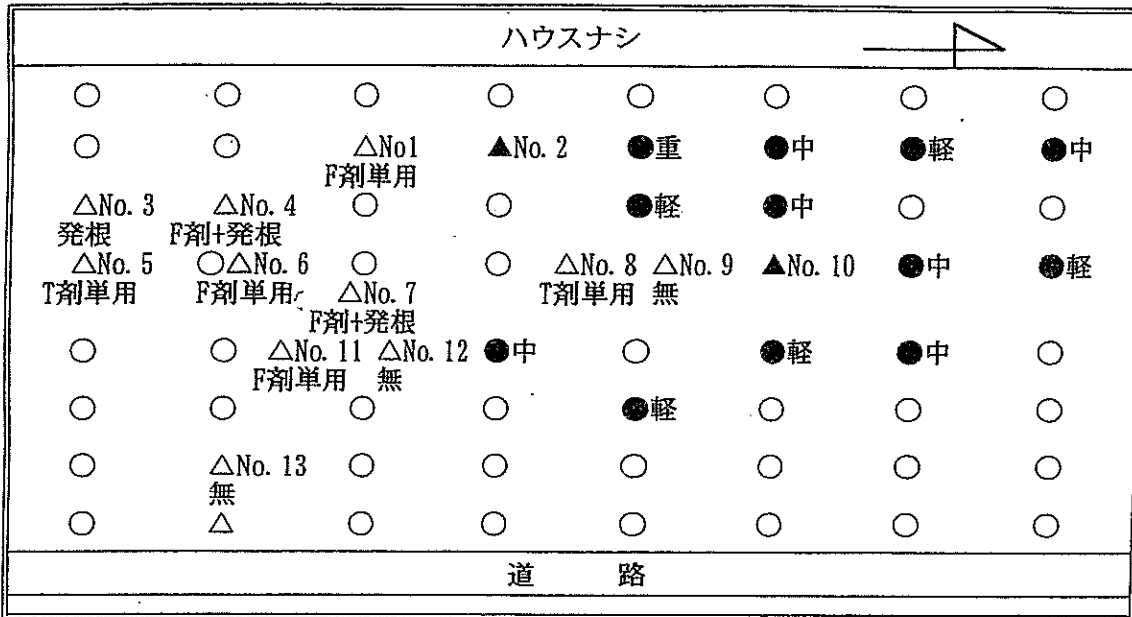 ハウスナシ
○ ○ ○ ○ ○ ○ ○ ○
○ ○ △No1 ▲No. 2 ●重 ●中 ●軽 ●中
F剤単用
△No. 3 △No. 4 ○ ○ ●軽 ●中 ○ ○
発根 F剤+発根
△No. 5 ○△No. 6 ○ ○ △No. 8 △No. 9 ▲No. 10 ●中 ●軽
T剤単用 F剤単用 △No. 7 T剤単用 無
F剤+発根
○ ○ △No. 11 △No. 12 ●中 ○ ●軽 ●中 ○
F剤単用 無
○ ○ ○ ○ ●軽 ○ ○ ○
○ △No. 13 ○ ○ ○ ○ ○ ○
無
○ △ ○ ○ ○ ○ ○ ○
道 路